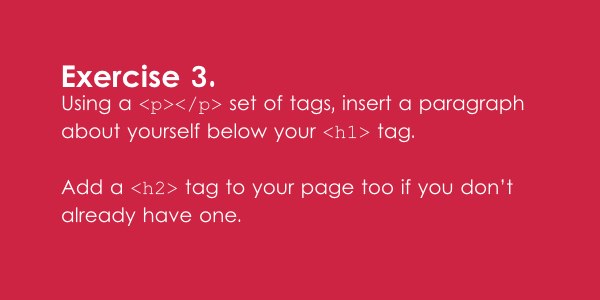 Exercise 3.
Using a <p></p> set of tags, insert a paragraph
about yourself below your <h1> tag.
Add a <h2> tag to your page too if you don’t
already have one.